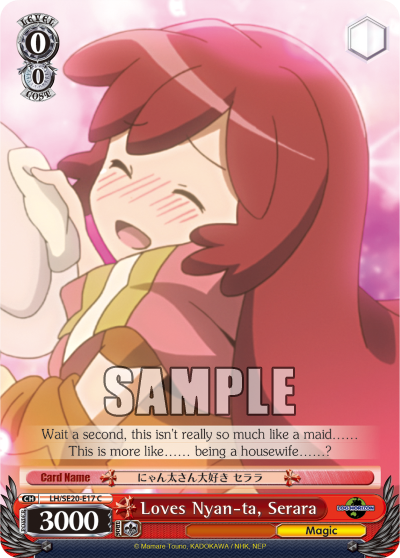 LEVEL
0
0
COST
SAMPLE
Wait a second, this isn't really so much like a maid……
This is more like…… being a housewife……?
Card Name にゃん太さん大好き セララ
CH LH/SE20-E17 C
POWER 3000 Loves Nyan-ta, Serara
Magic
© Mamare Touno, KADOKAWA / NHK, NEP